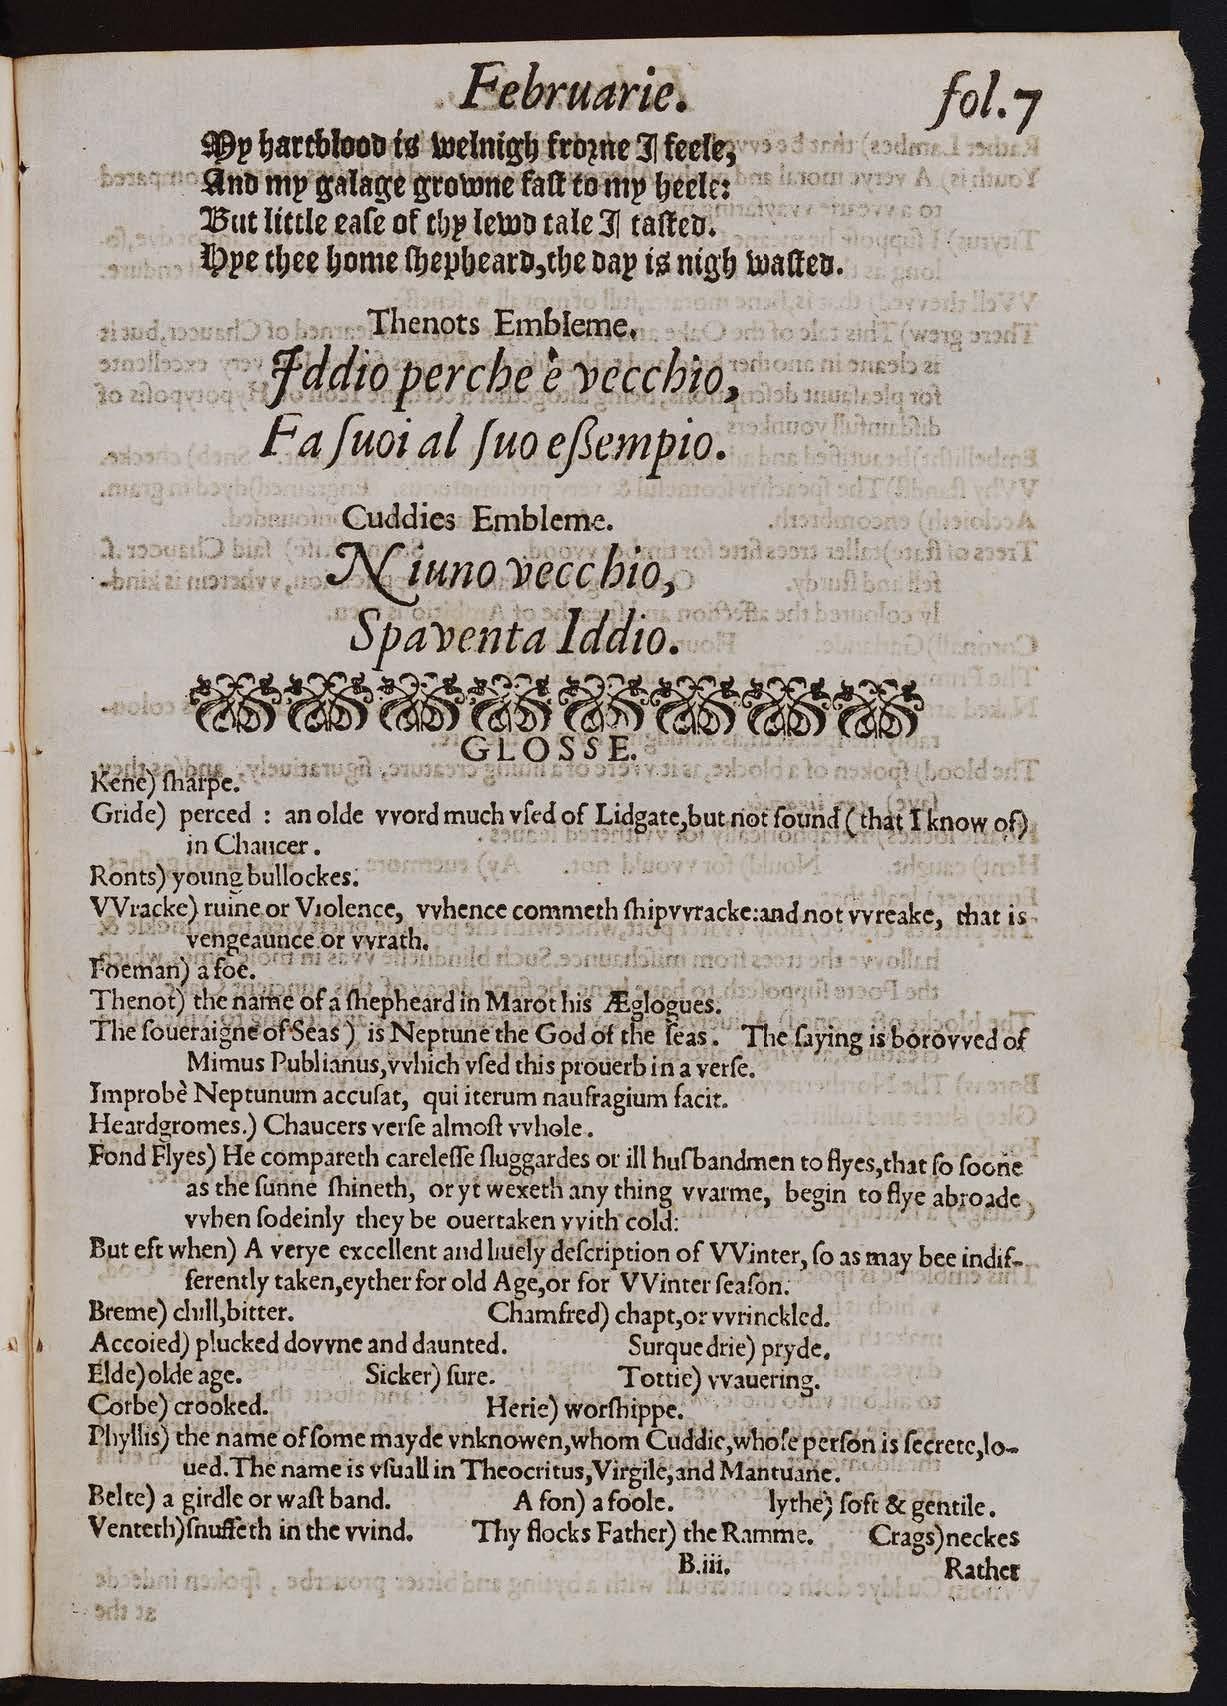 Februarie. fol.7
My hartblood is welnigh frorne I feele,
And my galage growne fast to my heele:
But little ease of thy lewd tale I tasted.
Hye thee home shepheard, the day is nigh wasted.
Thenots Embleme.
Iddio perche è vecchio,
Fa suoi al suo eßempio.
Cuddies Embleme.
Niuno vecchio,
Spaventa Iddio.
GLOSSE.
Kene) sharpe.
Gride) perced : an olde vvord much vsed of Lidgate, but not found (that I know of)
in Chaucer.
Ronts) young bullockes.
VVracke) ruine or Violence, vvhence commeth shipvvracke: and not vvreake, that is
vengeaunce or vvrath.
Foeman) a foe.
Thenot) the name of a shepheard in Marot his Æglogues.
The soueraigne of Seas) is Neptune the God of the seas. The saying is borovved of
Mimus Publianus, vvhich vsed this prouerb in a verse.
Improbè Neptunum accusat, qui iterum naufragium facit.
Heardgromes.) Chaucers verse almost vvhole.
Fond Flyes) He compareth carelesse sluggardes or ill husbandmen to flyes, that so soone
as the sunne shineth, or yt wexeth any thing vvarme, begin to flye abroade
vvhen sodeinly they be ouertaken vvith cold:
But eft when) A verye excellent and liuely description of VVinter, so as may bee indif-
ferently taken, eyther for old Age, or for VVinter season.
Breme) chill, bitter. Chamfred) chapt, or vvrinckled.
Accoied) plucked dovvne and daunted. Surquedrie) pryde.
Elde) olde age. Sicker) sure. Tottie) vvauering.
Corbe) crooked. Herie) worshippe.
Phyllis) the name of some mayde vnknowen, whom Cuddie, whose person is secrete, lo-
ued. The name is vsuall in Theocritus, Virgile, and Mantuane.
Belte) a girdle or wast band. A fon) a foole. lythe) soft & gentile.
Venteth) snuffeth in the vvind. Thy flocks Father) the Ramme. Crags) neckes
B.iii. Rather